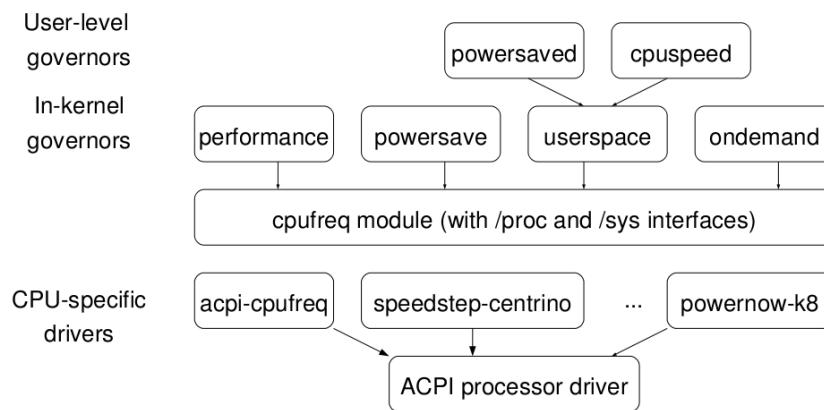 User-level
governors
powersaved
cpuspeed
In-kernel
governors
performance
powersave
userspace
ondemand
cpufreq module (with /proc and /sys interfaces)
CPU-specific
drivers
acpi-cpufreq
speedstep-centrino
...
powernow-k8
ACPI processor driver